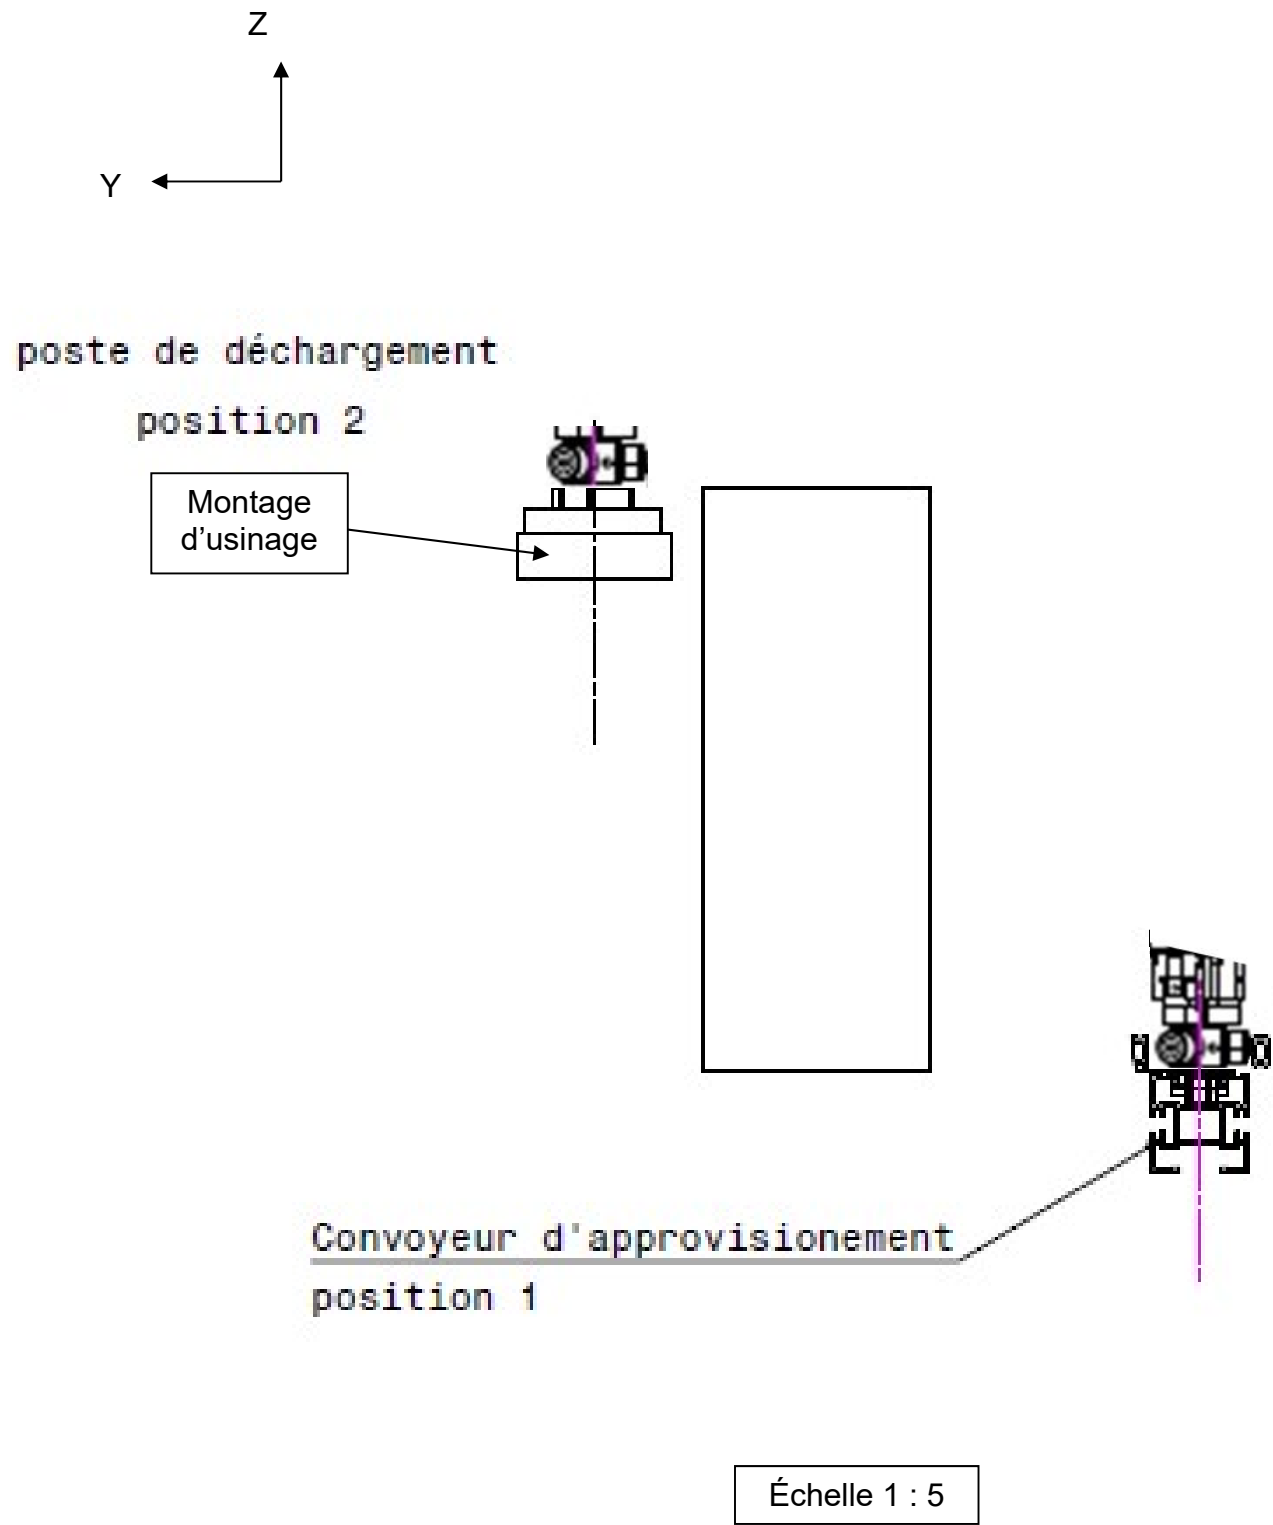 Z
Y
poste de déchargement
position 2
Montage
d'usinage
Convoyeur d'approvisionement
position 1
Échelle 1 : 5